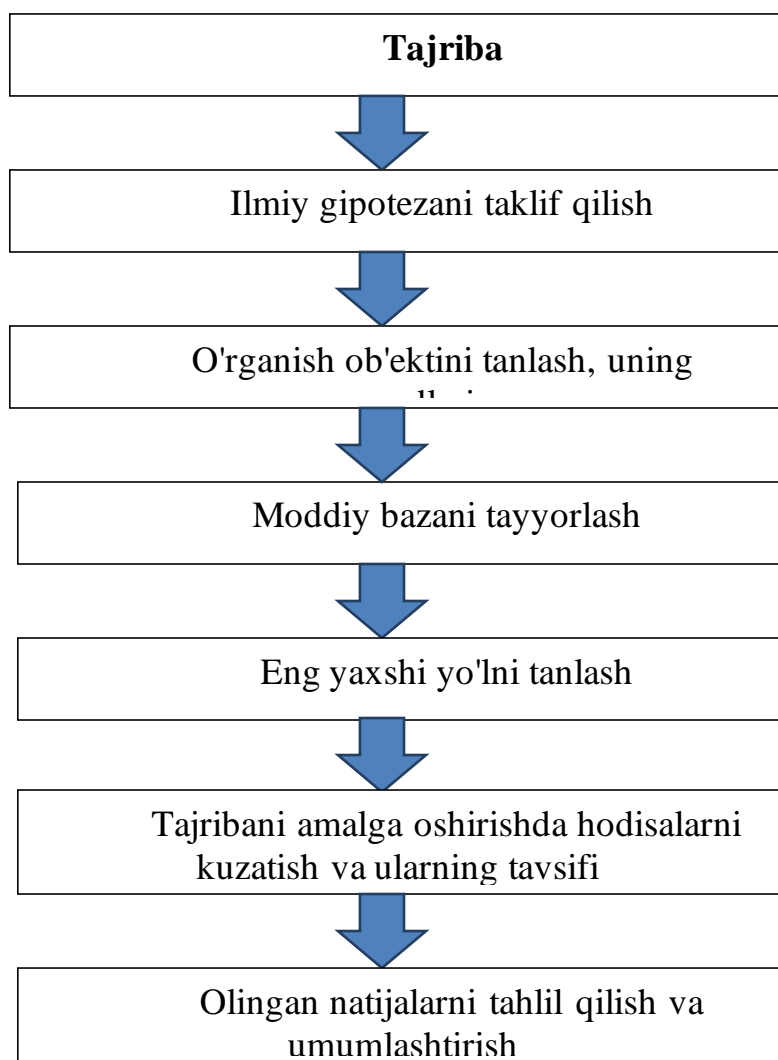 Tajriba
Ilmiy gipotezani taklif qilish
O'rganish ob'ektini tanlash, uning
Moddiy bazani tayyorlash
Eng yaxshi yo'lni tanlash
Tajribani amalga oshirishda hodisalarni
kuzatish va ularning tavsifi
Olingan natijalarni tahlil qilish va
umumlashtirish